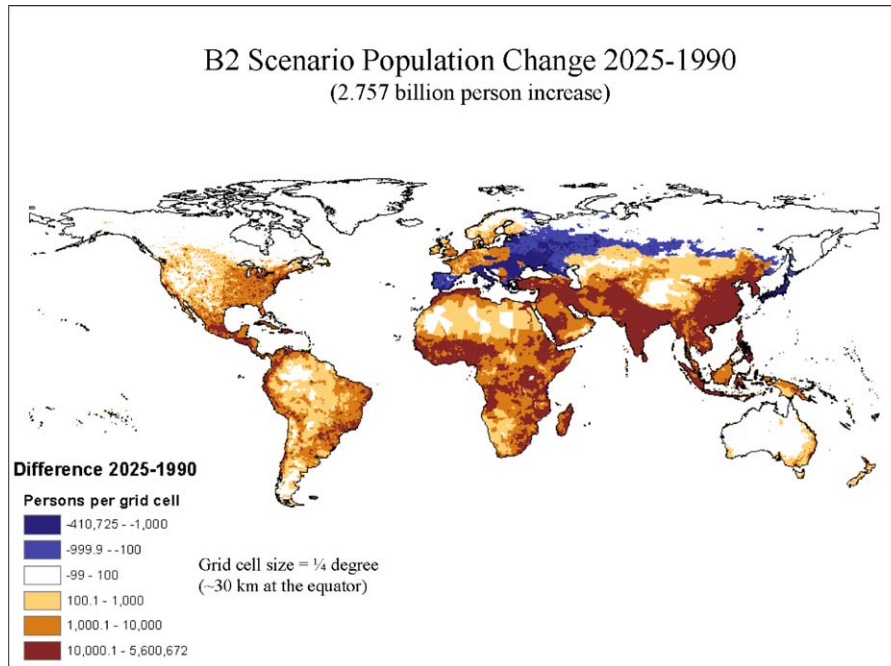 B2 Scenario Population Change 2025-1990
(2.757 billion person increase)
Difference 2025-1990
Persons per grid cell
-410,725 - -1,000
-999.9 - -100
-99 - 100
100.1 - 1,000
1,000.1 - 10,000
10,000.1 - 5,600,672
Grid cell size = ¼ degree
(~30 km at the equator)